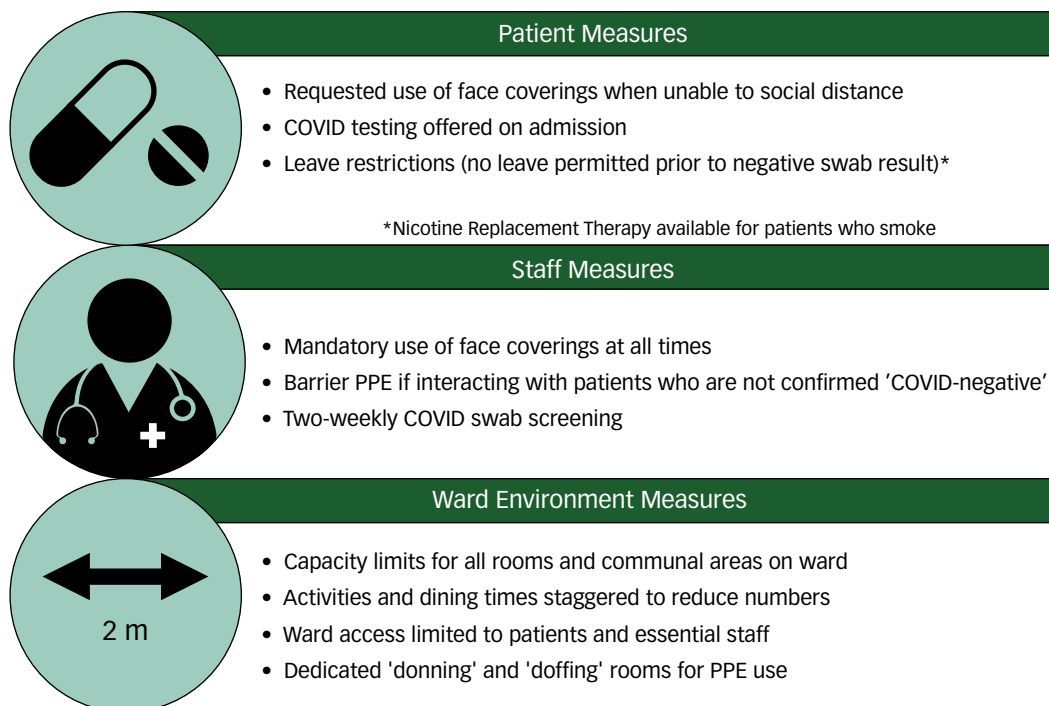 Patient Measures
• Requested use of face coverings when unable to social distance
• COVID testing offered on admission
• Leave restrictions (no leave permitted prior to negative swab result)*
*Nicotine Replacement Therapy available for patients who smoke
Staff Measures
• Mandatory use of face coverings at all times
• Barrier PPE if interacting with patients who are not confirmed ‘COVID-negative’
• Two-weekly COVID swab screening
Ward Environment Measures
• Capacity limits for all rooms and communal areas on ward
• Activities and dining times staggered to reduce numbers
• Ward access limited to patients and essential staff
• Dedicated 'donning' and 'doffing' rooms for PPE use
2 m